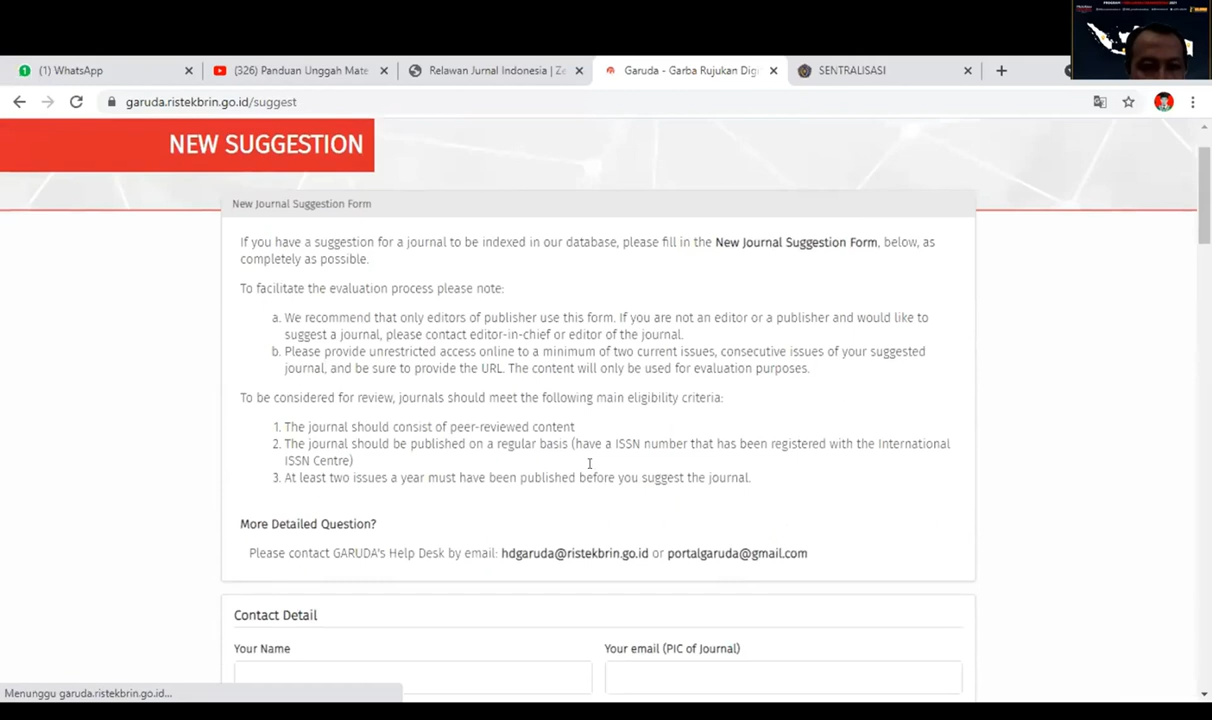 (1) WhatsApp
(326) Panduan Unggah Mate
Relawan Jurnal Indonesia | Ze
Garuda - Garba Rujukan Digi
SENTRALISASI
garuda.ristekbrin.go.id/suggest
NEW SUGGESTION
New Journal Suggestion Form
If you have a suggestion for a journal to be indexed in our database, please fill in the New Journal Suggestion Form, below, as
completely as possible.
To facilitate the evaluation process please note:
a. We recommend that only editors of publisher use this form. If you are not an editor or a publisher and would like to
suggest a journal, please contact editor-in-chief or editor of the journal.
b. Please provide unrestricted access online to a minimum of two current issues, consecutive issues of your suggested
journal, and be sure to provide the URL. The content will only be used for evaluation purposes.
To be considered for review, journals should meet the following main eligibility criteria:
1. The journal should consist of peer-reviewed content
2. The journal should be published on a regular basis (have a ISSN number that has been registered with the International
ISSN Centre)
3. At least two issues a year must have been published before you suggest the journal.
More Detailed Question?
Please contact GARUDA's Help Desk by email: hdgaruda@ristekbrin.go.id or portalgaruda@gmail.com
Contact Detail
Your Name
Your email (PIC of Journal)
Menunggu garuda.ristekbrin.go.id...